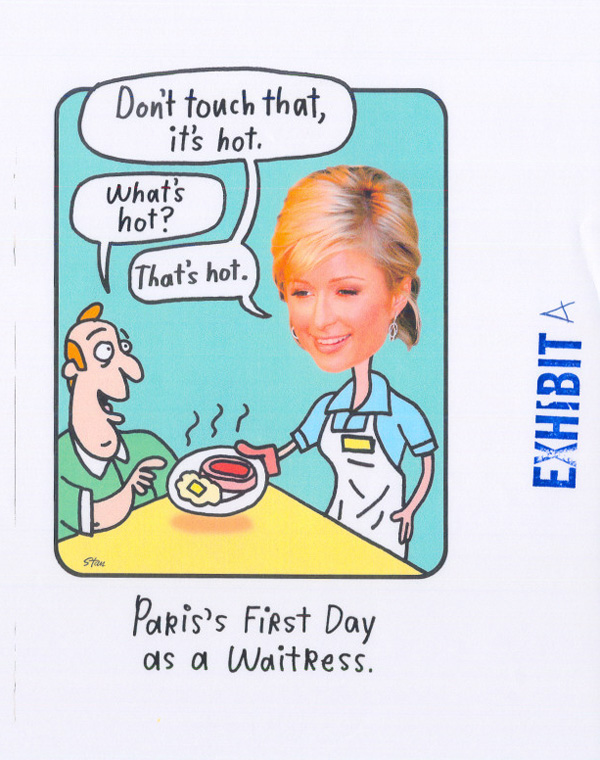 Don't touch that,
it's hot.
What's
hot?
That's hot.
Stan
Paris's First Day
as a Waitress.
EXHIBIT A